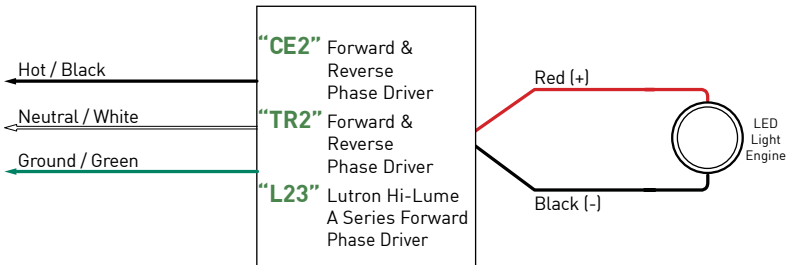 Hot / Black
Neutral / White
Ground / Green
“CE2” Forward &
Reverse
Phase Driver
“TR2” Forward &
Reverse
Phase Driver
“L23” Lutron Hi-Lume
A Series Forward
Phase Driver
Red (+)
Black (-)
LED
Light
Engine